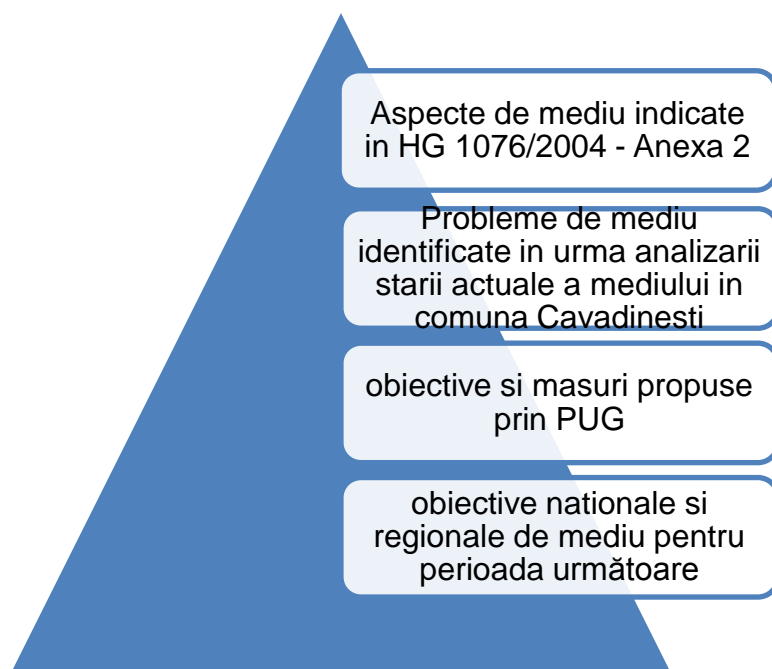 Aspecte de mediu indicate
in HG 1076/2004 - Anexa 2
Probleme de mediu
identificate in urma analizarii
starii actuale a mediului in
comuna Cavadinesti
obiective si masuri propuse
prin PUG
obiective nationale si
regionale de mediu pentru
perioada următoare